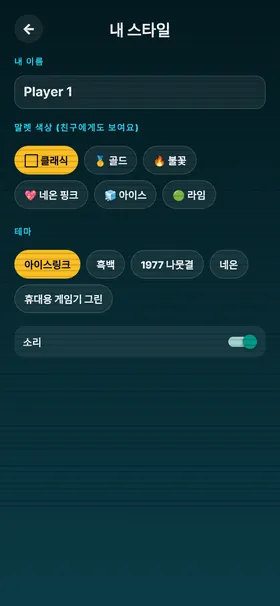 내 스타일
내 이름
Player 1
말렛 색상 (친구에게도 보여요)
클래식 🥇 골드 🔥 불꽃
💖 네온 핑크 🧊 아이스 🟢 라임
테마
아이스링크 흑백 1977 나뭇결 네온
휴대용 게임기 그린
소리